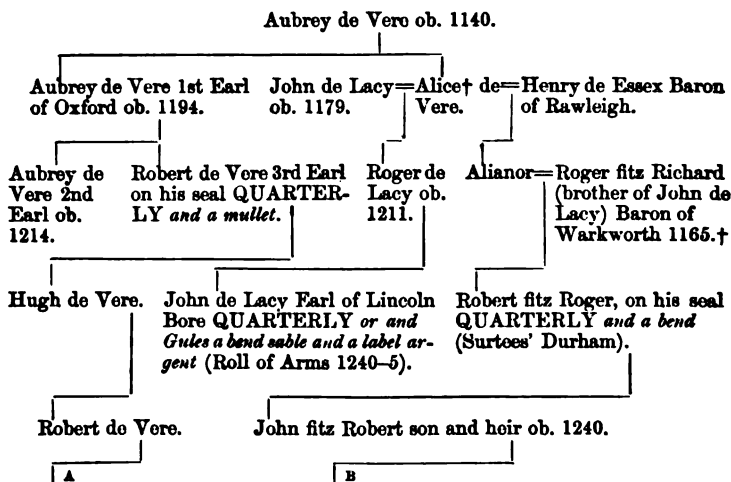 Aubrey de Vere ob. 1140.
Aubrey de Vere 1st Earl
of Oxford ob. 1194.
John de Lacy=Alice† de=Henry de Essex Baron
ob. 1179.
Vere.
of Rawleigh.
Aubrey de
Vere 2nd
Earl ob.
1214.
Robert de Vere 3rd Earl
on his seal QUARTER-
LY and a mullet.
Roger de
Lacy ob.
1211.
Alianor=Roger fitz Richard
(brother of John de
Lacy) Baron of
Warkworth 1165.†
Hugh de Vere.
John de Lacy Earl of Lincoln
Bore QUARTERLY or and
Gules a bend sable and a label ar-
gent (Roll of Arms 1240–5).
Robert fitz Roger, on his seal
QUARTERLY and a bend
(Surtees' Durham).
Robert de Vere.
John fitz Robert son and heir ob. 1240.
A
B